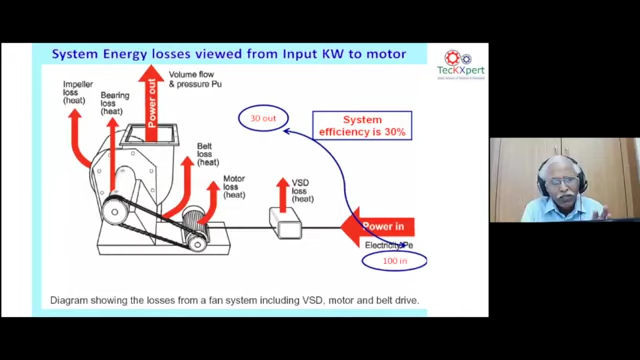 System Energy losses viewed from Input KW to motor
TecKXpert
Impeller
loss
(heat)
Bearing
loss
(heat)
Power out
Volume flow
& pressure Pu
Belt
loss
(heat)
Motor
loss
(heat)
VSD
loss
(heat)
30 out
System
efficiency is 30%
Power in
Electricity Pe
100 in
Diagram showing the losses from a fan system including VSD, motor and belt drive.